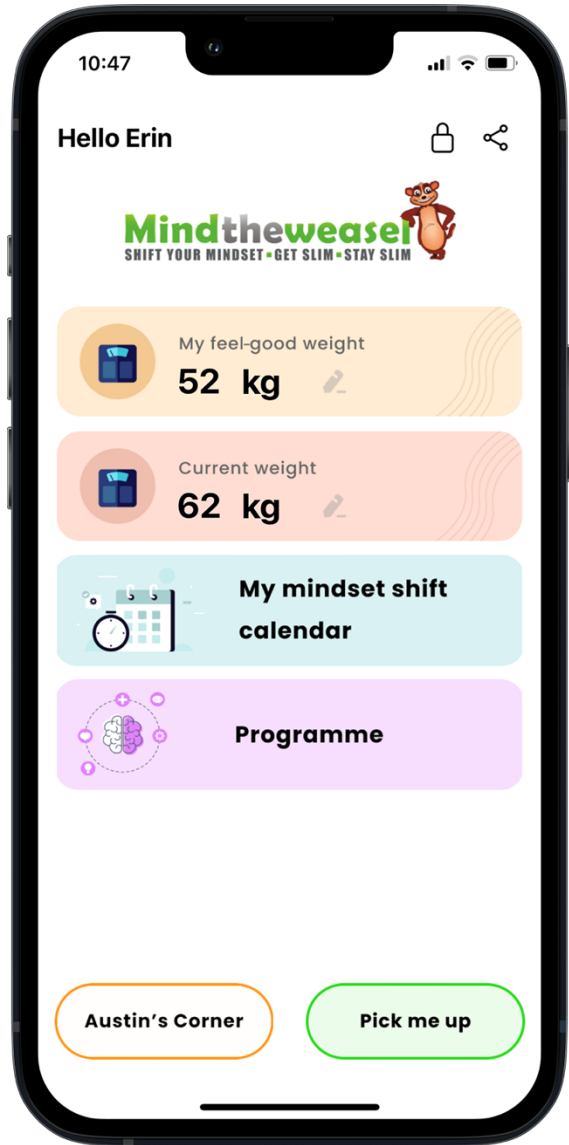 10:47
Hello Erin
Mindtheweasel
SHIFT YOUR MINDSET▪GET SLIM▪STAY SLIM
My feel-good weight
52 kg
Current weight
62 kg
My mindset shift
calendar
Programme
Austin’s Corner
Pick me up